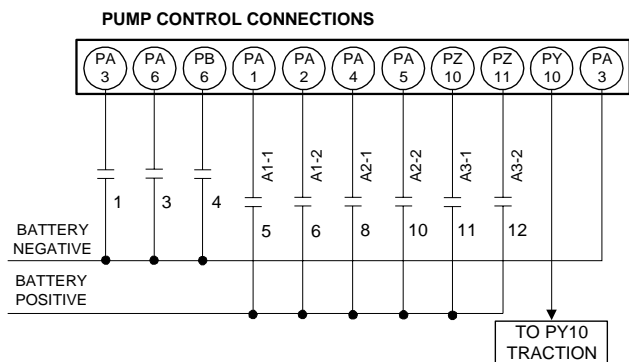 PUMP CONTROL CONNECTIONS
PA 3
PA 6
PB 6
PA 1
PA 2
PA 4
PA 5
PZ 10
PZ 11
PY 10
PA 3
A1-1
A1-2
A2-1
A2-2
A3-1
A3-2
1
3
4
5
6
8
10
11
12
BATTERY
NEGATIVE
BATTERY
POSITIVE
TO PY10
TRACTION